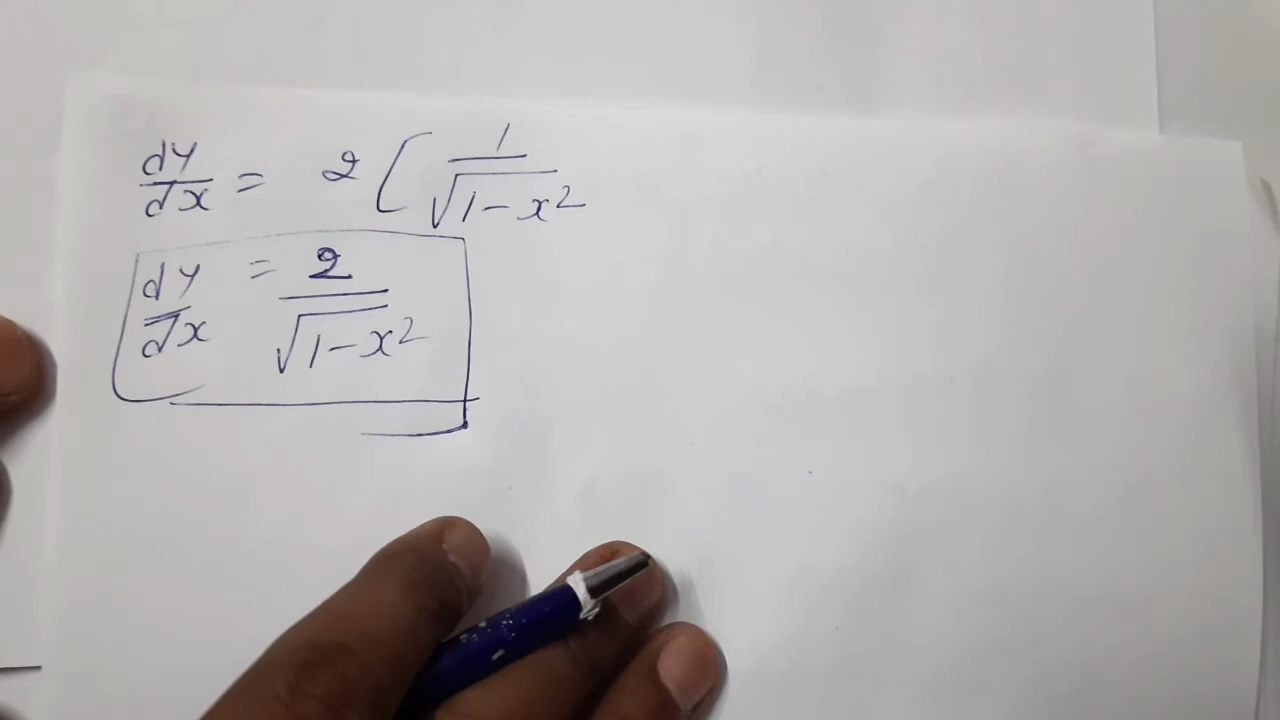 dy/dx = 2 ( 1/√1-x²
dy/dx = 2/√1-x²